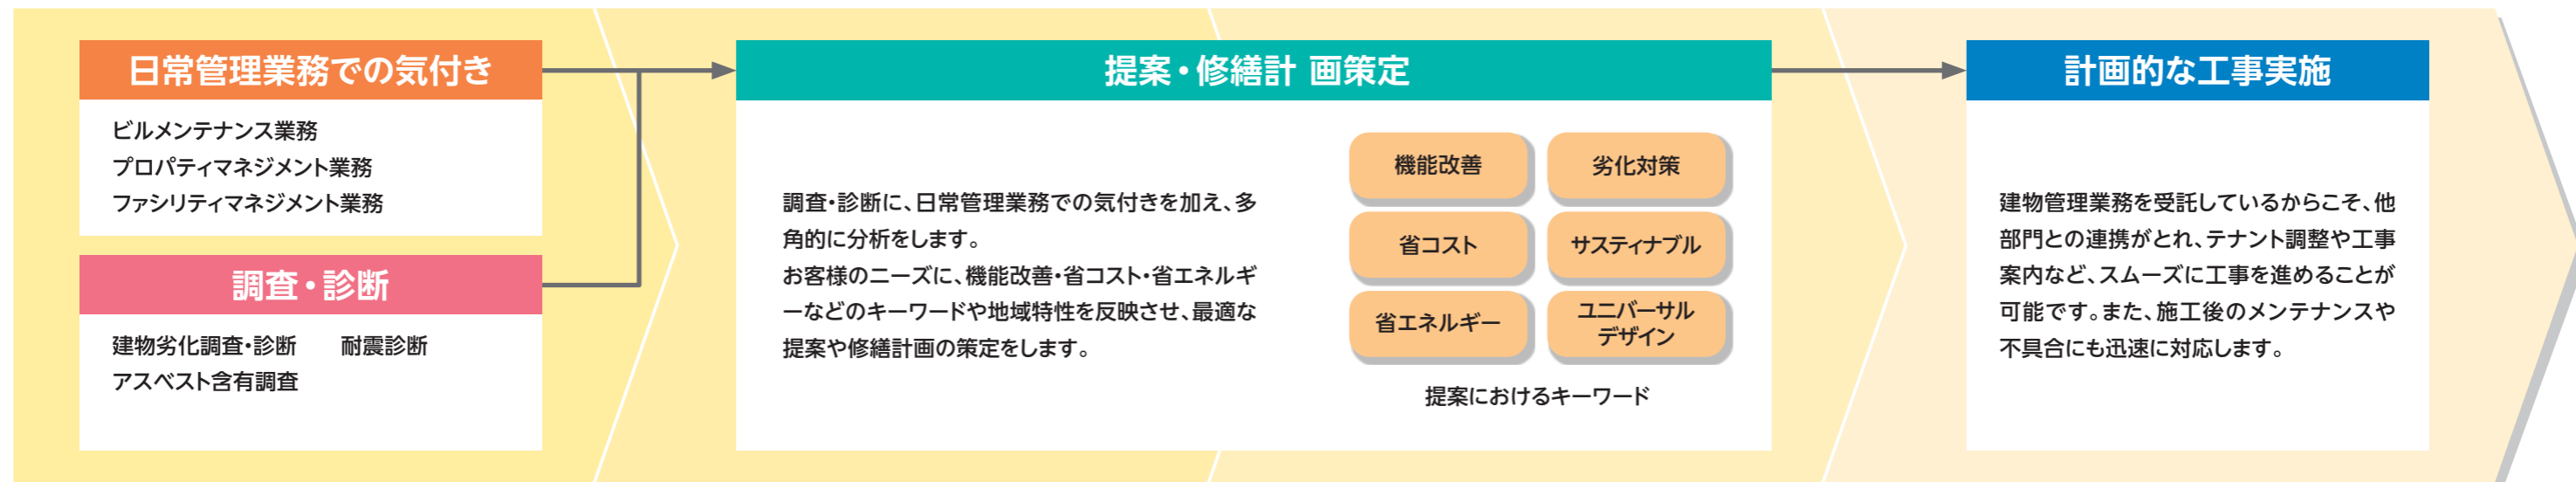 日常管理業務での気付き
ビルメンテナンス業務
プロパティマネジメント業務
ファシリティマネジメント業務
調査・診断
建物劣化調査・診断　耐震診断
アスベスト含有調査
提案・修繕計 画策定
調査・診断に、日常管理業務での気付きを加え、多
角的に分析をします。
お客様のニーズに、機能改善・省コスト・省エネルギ
ーなどのキーワードや地域特性を反映させ、最適な
提案や修繕計画の策定をします。
機能改善
劣化対策
省コスト
サスティナブル
省エネルギー
ユニバーサル
デザイン
提案におけるキーワード
計画的な工事実施
建物管理業務を受託しているからこそ、他
部門との連携がとれ、テナント調整や工事
案内など、スムーズに工事を進めることが
可能です。また、施工後のメンテナンスや
不具合にも迅速に対応します。